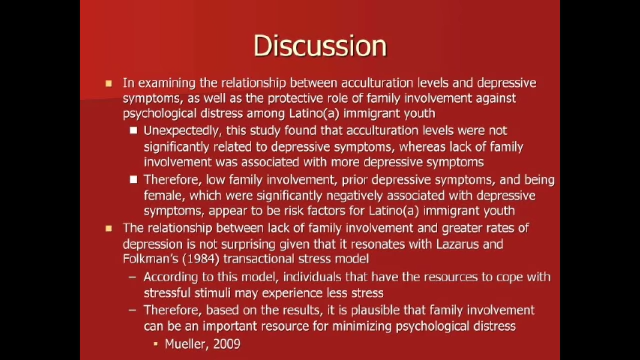 Discussion
In examining the relationship between acculturation levels and depressive
symptoms, as well as the protective role of family involvement against
psychological distress among Latino(a) immigrant youth
Unexpectedly, this study found that acculturation levels were not
significantly related to depressive symptoms, whereas lack of family
involvement was associated with more depressive symptoms
Therefore, low family involvement, prior depressive symptoms, and being
female, which were significantly negatively associated with depressive
symptoms, appear to be risk factors for Latino(a) immigrant youth
The relationship between lack of family involvement and greater rates of
depression is not surprising given that it resonates with Lazarus and
Folkman's (1984) transactional stress model
– According to this model, individuals that have the resources to cope with
stressful stimuli may experience less stress
– Therefore, based on the results, it is plausible that family involvement
can be an important resource for minimizing psychological distress
Mueller, 2009